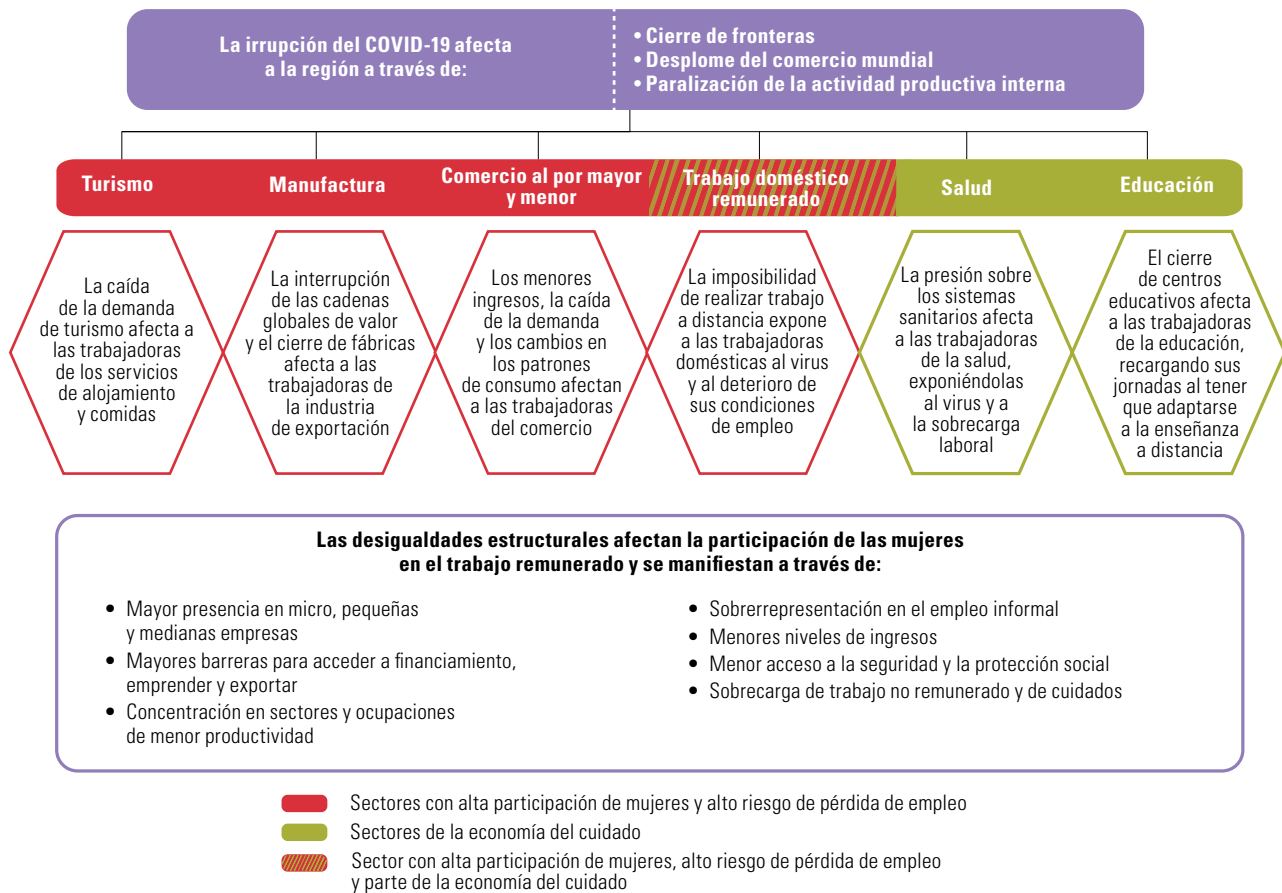 La irrupción del COVID-19 afecta
a la región a través de:
• Cierre de fronteras
• Desplome del comercio mundial
• Paralización de la actividad productiva interna
Turismo
Manufactura
Comercio al por mayor
y menor
Trabajo doméstico
remunerado
Salud
Educación
La caída
de la demanda
de turismo afecta a
las trabajadoras
de los servicios
de alojamiento
y comidas
La interrupción
de las cadenas
globales de valor
y el cierre de fábricas
afecta a las
trabajadoras de
la industria
de exportación
Los menores
ingresos, la caída
de la demanda
y los cambios en
los patrones
de consumo afectan
a las trabajadoras
del comercio
La imposibilidad
de realizar trabajo
a distancia expone
a las trabajadoras
domésticas al virus
y al deterioro de
sus condiciones
de empleo
La presión sobre
los sistemas
sanitarios afecta
a las trabajadoras
de la salud,
exponiéndolas
al virus y a
la sobrecarga
laboral
El cierre
de centros
educativos afecta
a las trabajadoras
de la educación,
recargando sus
jornadas al tener
que adaptarse
a la enseñanza
a distancia
Las desigualdades estructurales afectan la participación de las mujeres
en el trabajo remunerado y se manifiestan a través de:
• Mayor presencia en micro, pequeñas
y medianas empresas
• Mayores barreras para acceder a financiamiento,
emprender y exportar
• Concentración en sectores y ocupaciones
de menor productividad
• Sobrerrepresentación en el empleo informal
• Menores niveles de ingresos
• Menor acceso a la seguridad y la protección social
• Sobrecarga de trabajo no remunerado y de cuidados
Sectores con alta participación de mujeres y alto riesgo de pérdida de empleo
Sectores de la economía del cuidado
Sector con alta participación de mujeres, alto riesgo de pérdida de empleo
y parte de la economía del cuidado